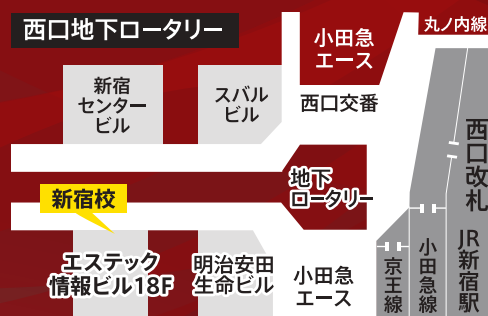 西口地下ロータリー
小田急
エース
丸ノ内線
新宿
センター
ビル
スバル
ビル
西口交番
西口改札
地下
ロータリー
新宿校
エステック
情報ビル18F
明治安田
生命ビル
小田急
エース
京王線
小田急線
JR新宿駅